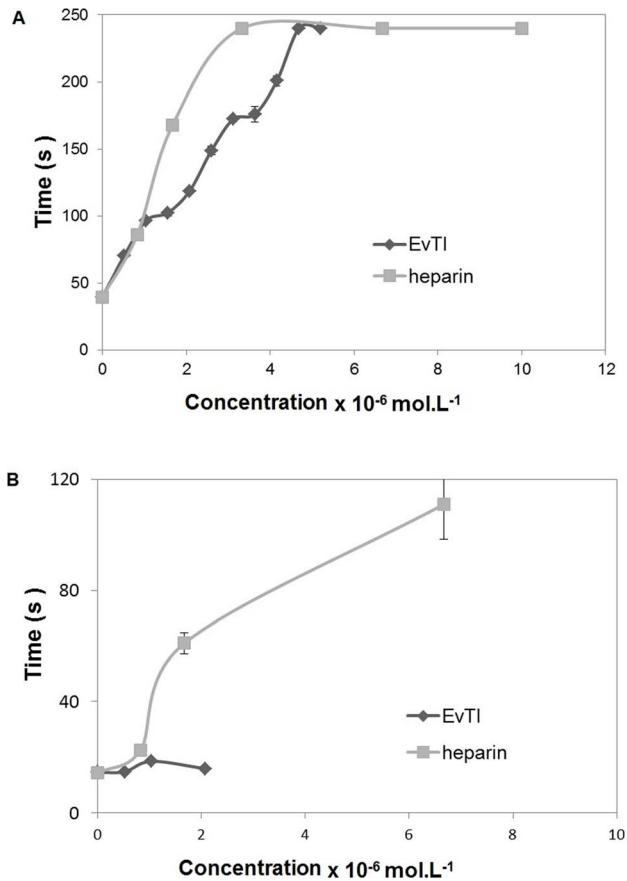 A
250
200
150
100
50
0
Time (s )
EvTI
heparin
0 2 4 6 8 10 12
Concentration x 10-6 mol.L-1
B
120
80
40
0
Time (s )
EvTI
heparin
0 2 4 6 8 10
Concentration x 10-6 mol.L-1